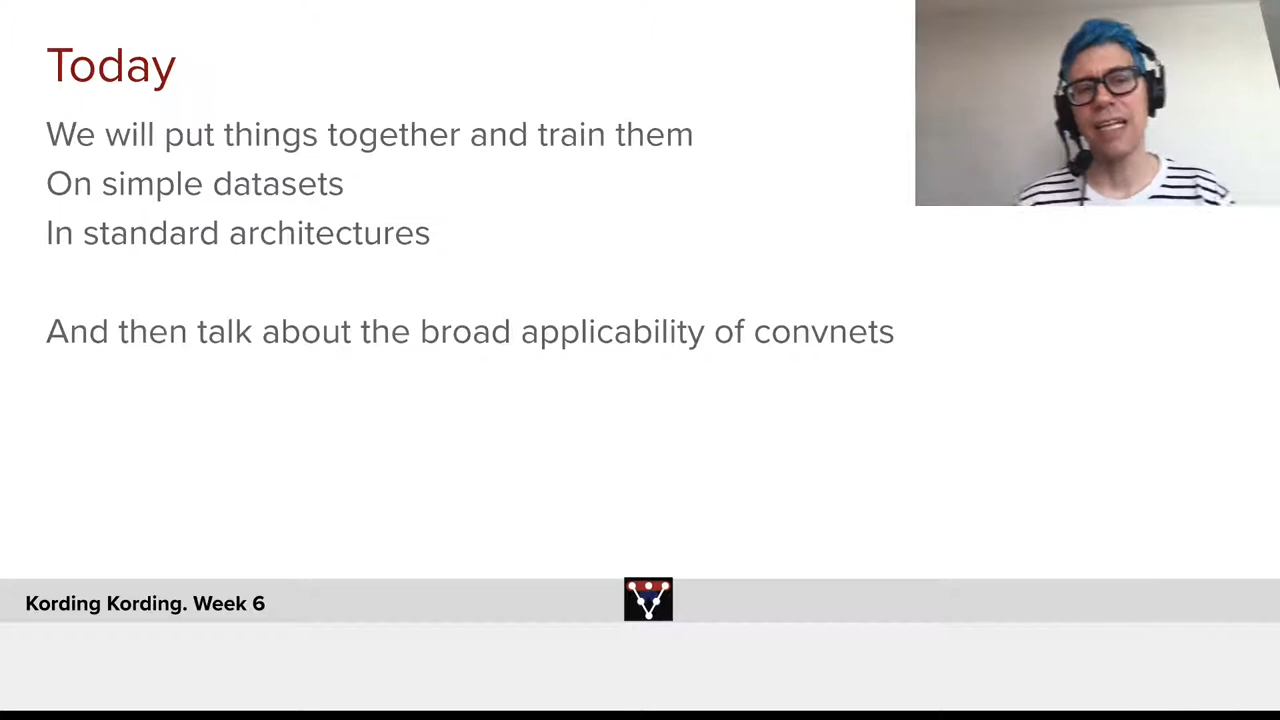 Today
We will put things together and train them
On simple datasets
In standard architectures
And then talk about the broad applicability of convnets
Kording Kording. Week 6